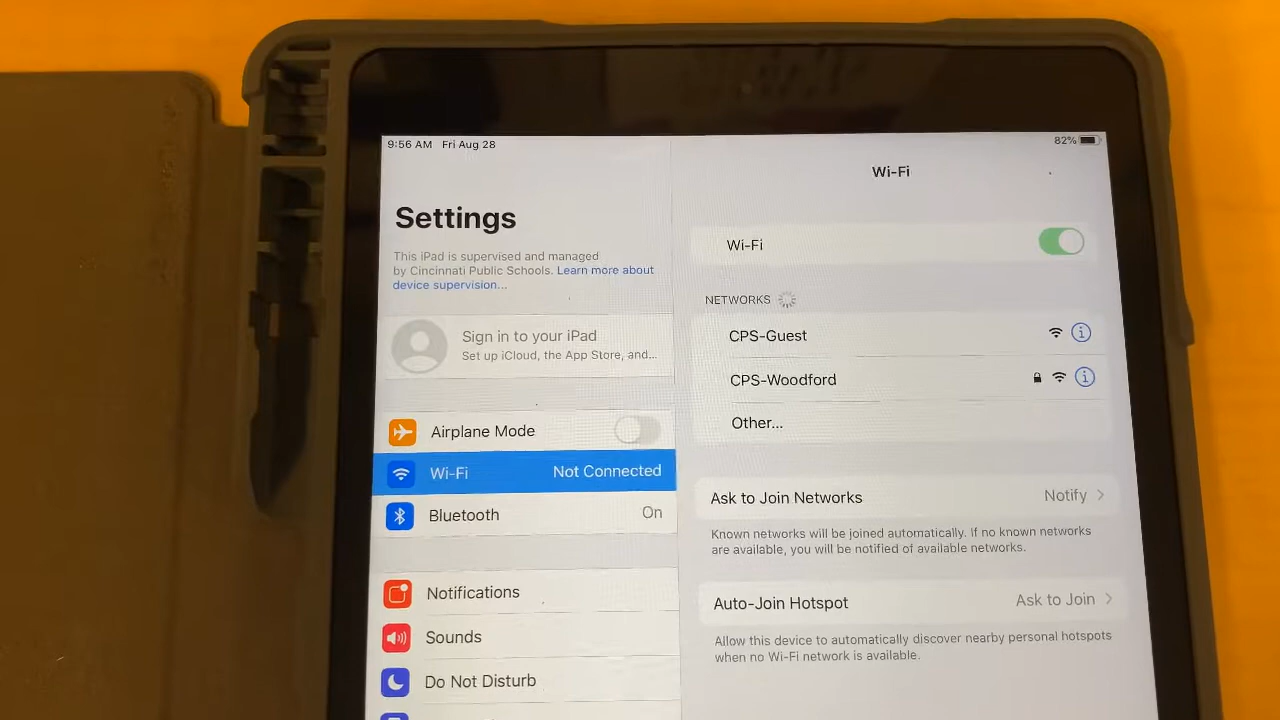 9:56 AM Fri Aug 28
82%
Settings
This iPad is supervised and managed
by Cincinnati Public Schools. Learn more about
device supervision...
Sign in to your iPad
Set up iCloud, the App Store, and...
Airplane Mode
Wi-Fi Not Connected
Bluetooth On
Notifications
Sounds
Do Not Disturb
Wi-Fi
Wi-Fi
NETWORKS
CPS-Guest
CPS-Woodford
Other...
Ask to Join Networks Notify
Known networks will be joined automatically. If no known networks
are available, you will be notified of available networks.
Auto-Join Hotspot Ask to Join
Allow this device to automatically discover nearby personal hotspots
when no Wi-Fi network is available.